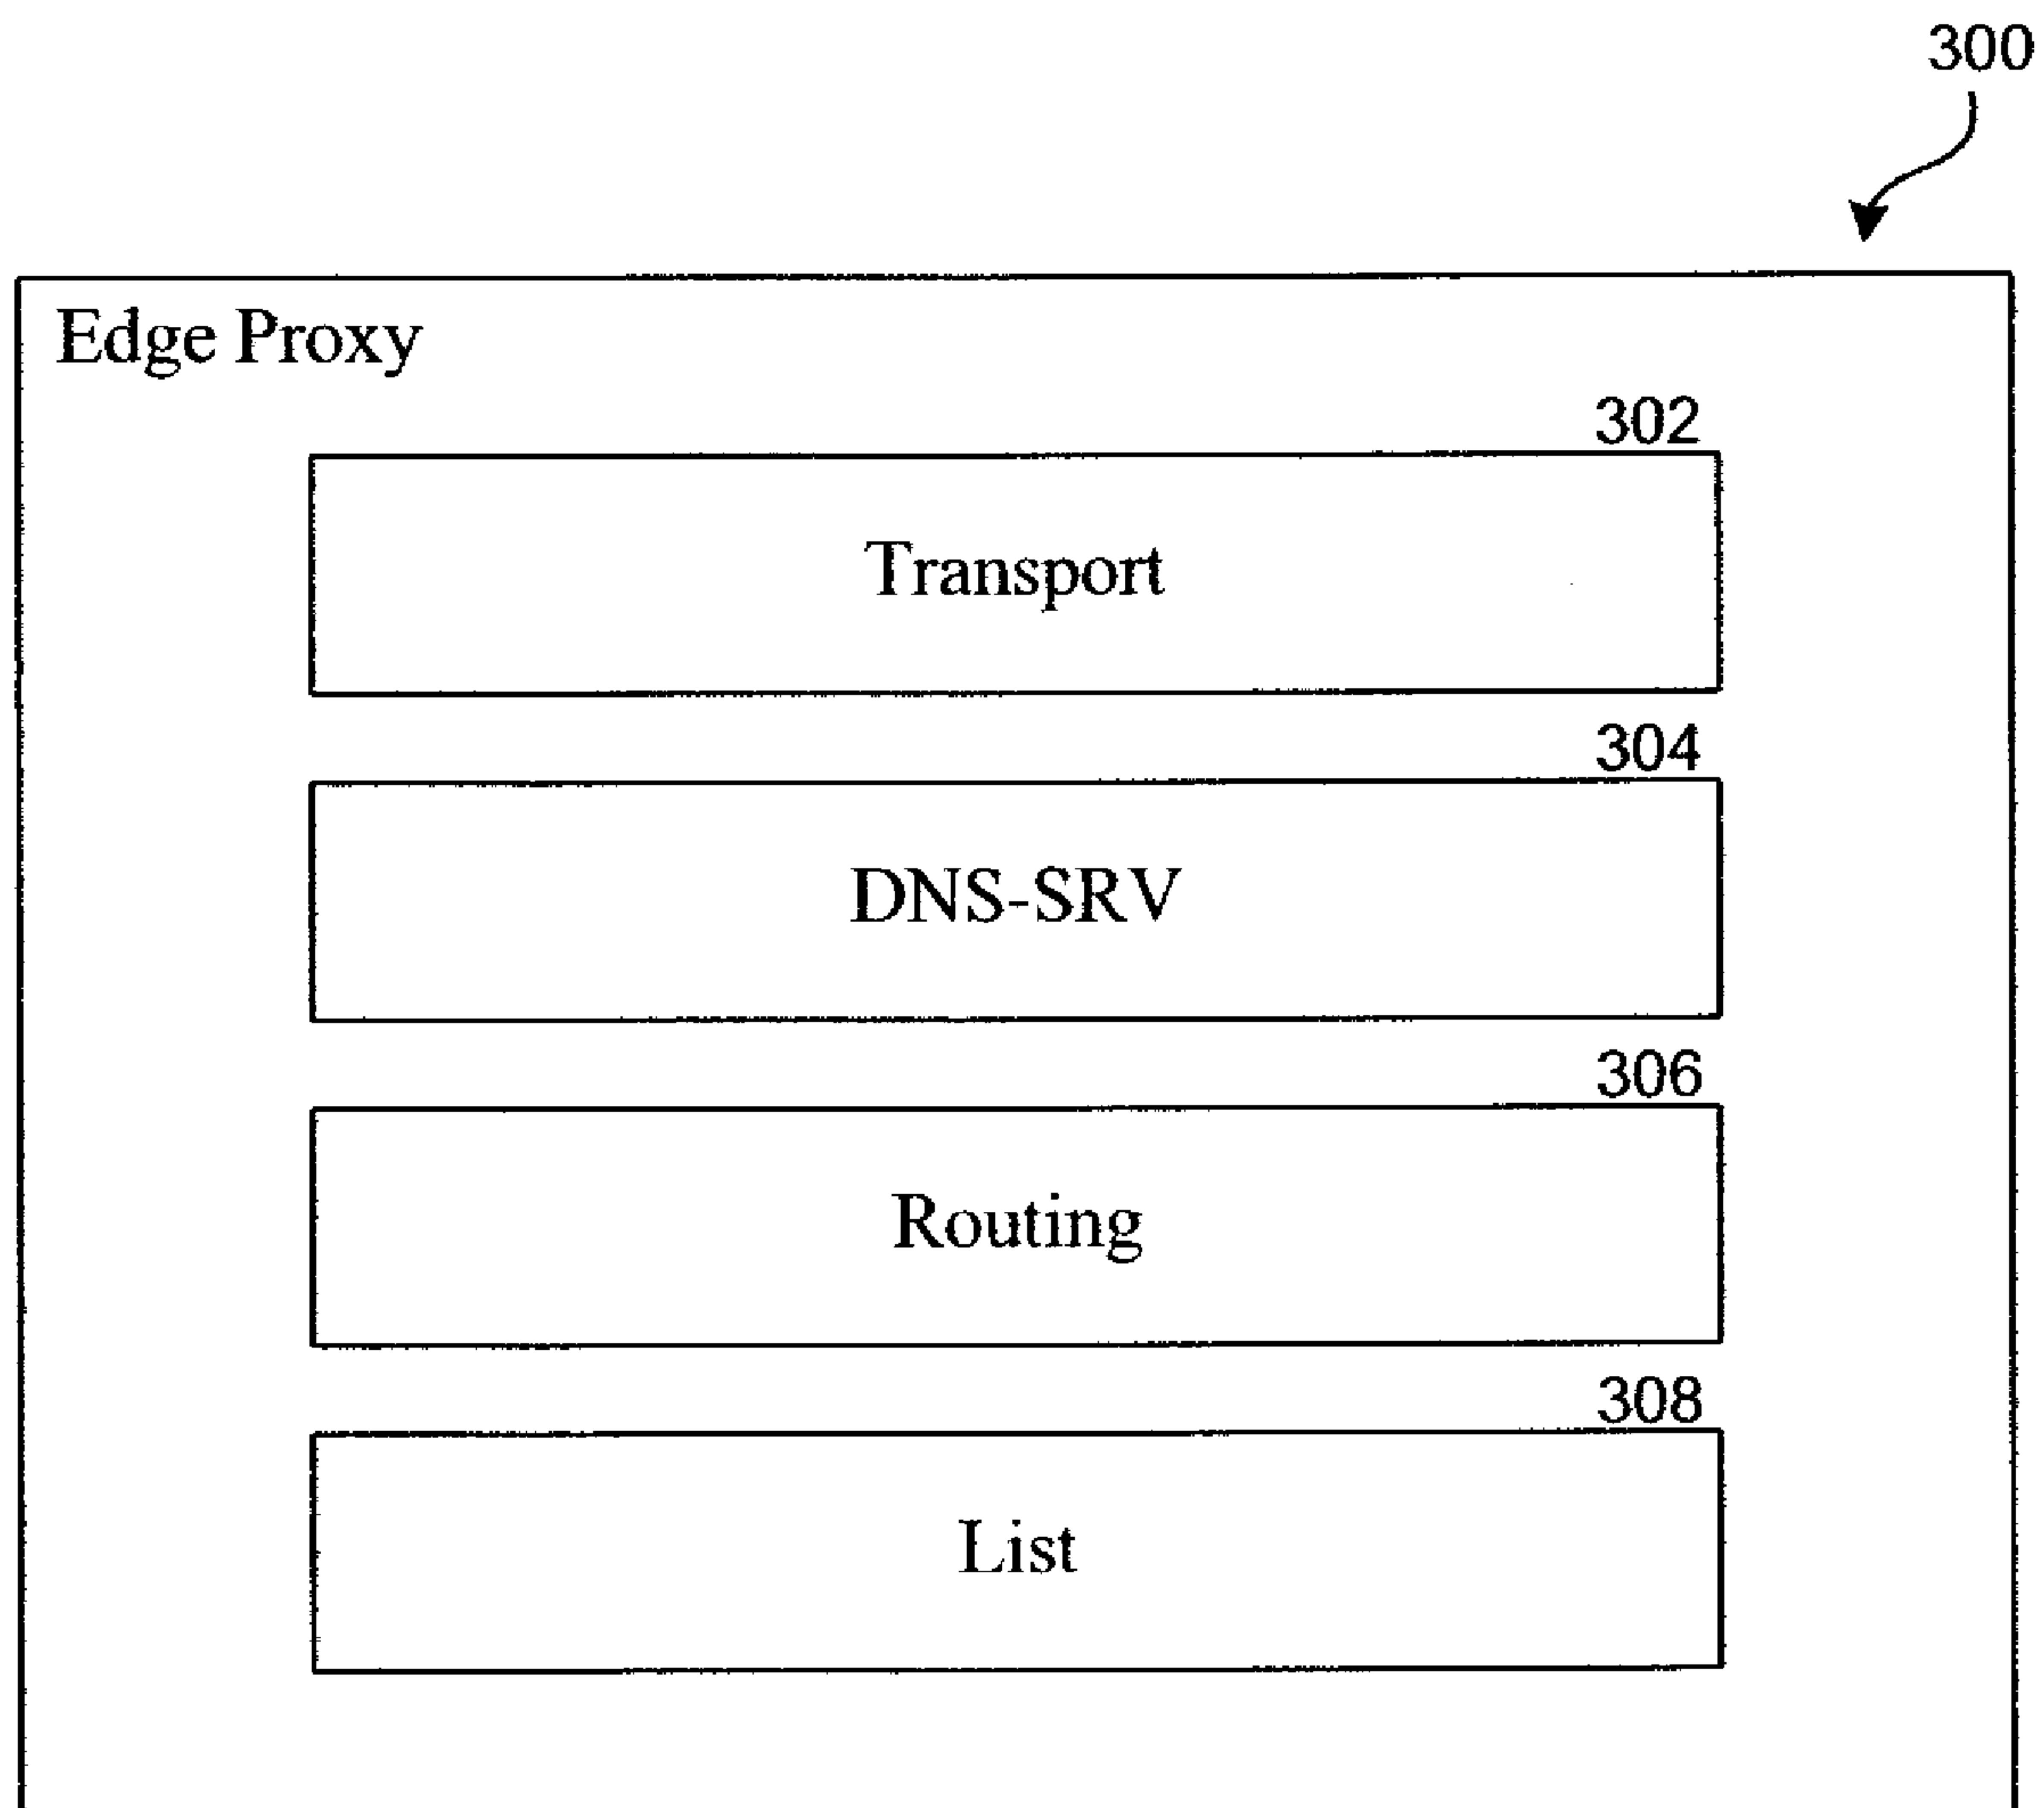 300
Edge Proxy
302
Transport
304
DNS-SRV
306
Routing
308
List